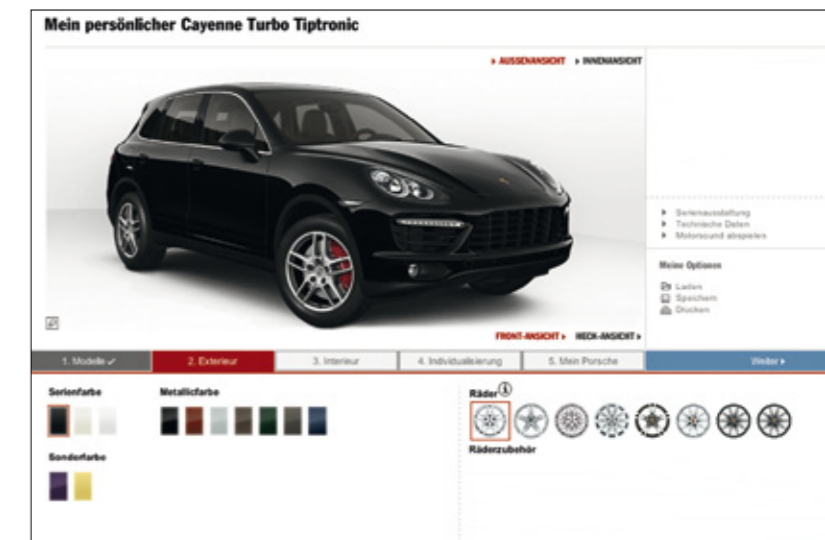 Mein persönlicher Cayenne Turbo Tiptronic
AUSSENANSICHT INNENANSICHT
Serienausstattung
Technische Daten
Motorsound abspielen
Meine Optionen
Laden
Speichern
Drucken
FRONT-ANSICHT HECK-ANSICHT
1. Modelle ✓ 2. Exterieur 3. Interieur 4. Individualisierung 5. Mein Porsche Weiter
Serienfarbe Metallicfarbe Räder i
Räderzubehör
Sonderfarbe